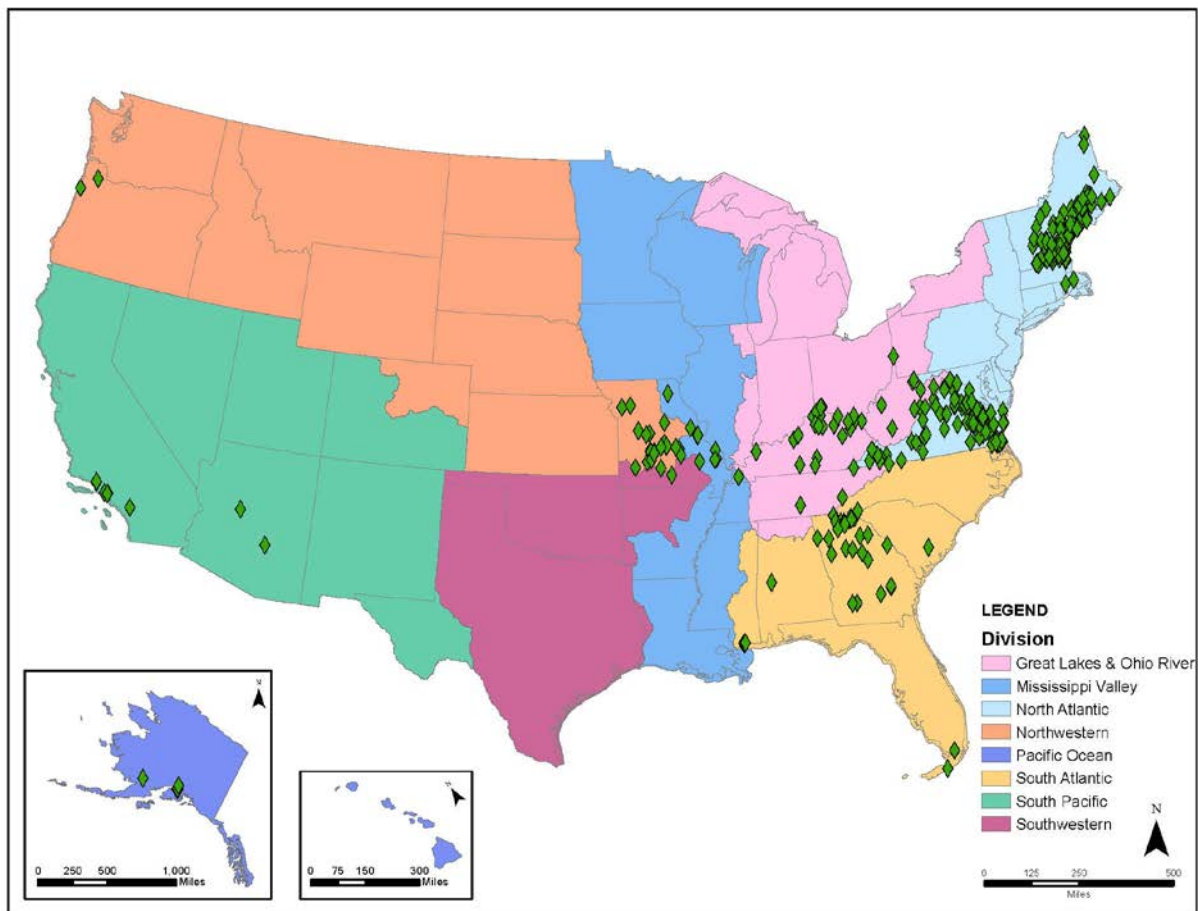 LEGEND
Division
Great Lakes & Ohio River
Mississippi Valley
North Atlantic
Northwestern
Pacific Ocean
South Atlantic
South Pacific
Southwestern
N
0 125 250 500
Miles
N
0 250 500 1,000
Miles
0 75 150 300
Miles